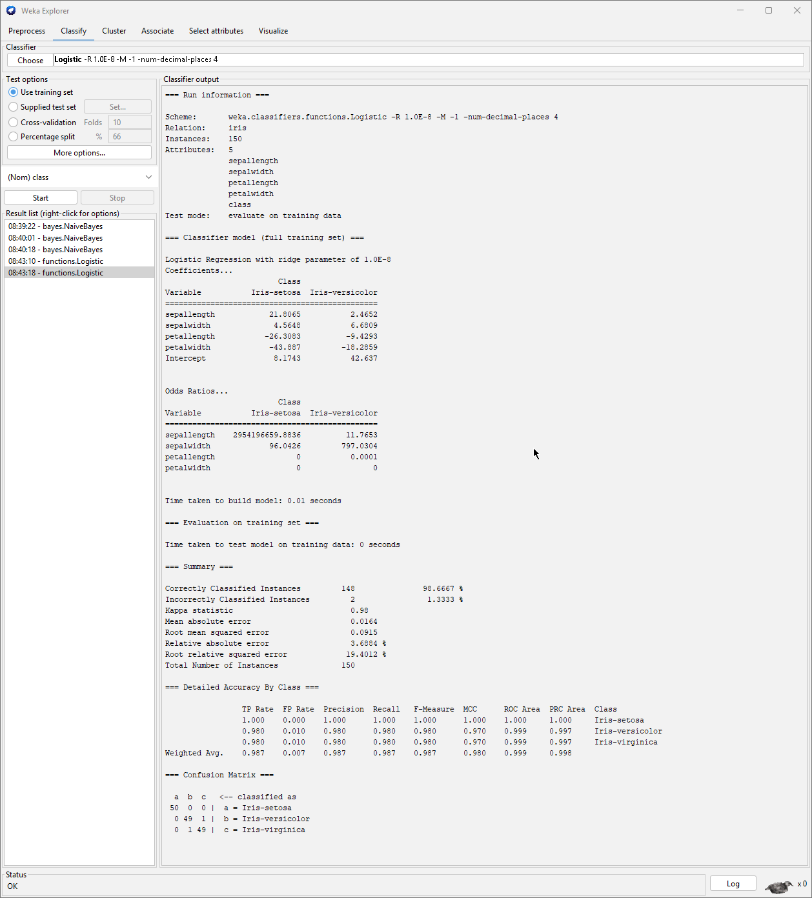 Weka Explorer
Preprocess Classify Cluster Associate Select attributes Visualize
Classifier
Choose Logistic -R 1.0E-8 -M -1 -num-decimal-places 4
Test options
Use training set
Supplied test set Set...
Cross-validation Folds 10
Percentage split % 66
More options...
(Nom) class
Start Stop
Result list (right-click for options)
08:39:22 - bayes.NaiveBayes
08:40:01 - bayes.NaiveBayes
08:40:18 - bayes.NaiveBayes
08:43:10 - functions.Logistic
08:43:18 - functions.Logistic
Classifier output
=== Run information ===
Scheme: weka.classifiers.functions.Logistic -R 1.0E-8 -M -1 -num-decimal-places 4
Relation: iris
Instances: 150
Attributes: 5
sepallength
sepalwidth
petallength
petalwidth
class
Test mode: evaluate on training data
=== Classifier model (full training set) ===
Logistic Regression with ridge parameter of 1.0E-8
Coefficients...
Class
Variable Iris-setosa Iris-versicolor
===============================================
sepallength 21.8065 2.4652
sepalwidth 4.5648 6.6809
petallength -26.3083 -9.4293
petalwidth -43.887 -18.2859
Intercept 8.1743 42.637
Odds Ratios...
Class
Variable Iris-setosa Iris-versicolor
===============================================
sepallength 2954196659.8836 11.7653
sepalwidth 96.0426 797.0304
petallength 0 0.0001
petalwidth 0 0
Time taken to build model: 0.01 seconds
=== Evaluation on training set ===
Time taken to test model on training data: 0 seconds
=== Summary ===
Correctly Classified Instances 148 98.6667 %
Incorrectly Classified Instances 2 1.3333 %
Kappa statistic 0.98
Mean absolute error 0.0164
Root mean squared error 0.0915
Relative absolute error 3.6884 %
Root relative squared error 19.4012 %
Total Number of Instances 150
=== Detailed Accuracy By Class ===
TP Rate FP Rate Precision Recall F-Measure MCC ROC Area PRC Area Class
1.000 0.000 1.000 1.000 1.000 1.000 1.000 1.000 Iris-setosa
0.980 0.010 0.980 0.980 0.980 0.970 0.999 0.997 Iris-versicolor
0.980 0.010 0.980 0.980 0.980 0.970 0.999 0.997 Iris-virginica
Weighted Avg. 0.987 0.007 0.987 0.987 0.987 0.980 0.999 0.998
=== Confusion Matrix ===
a b c <-- classified as
50 0 0 | a = Iris-setosa
0 49 1 | b = Iris-versicolor
0 1 49 | c = Iris-virginica
Status
OK
Log x 0